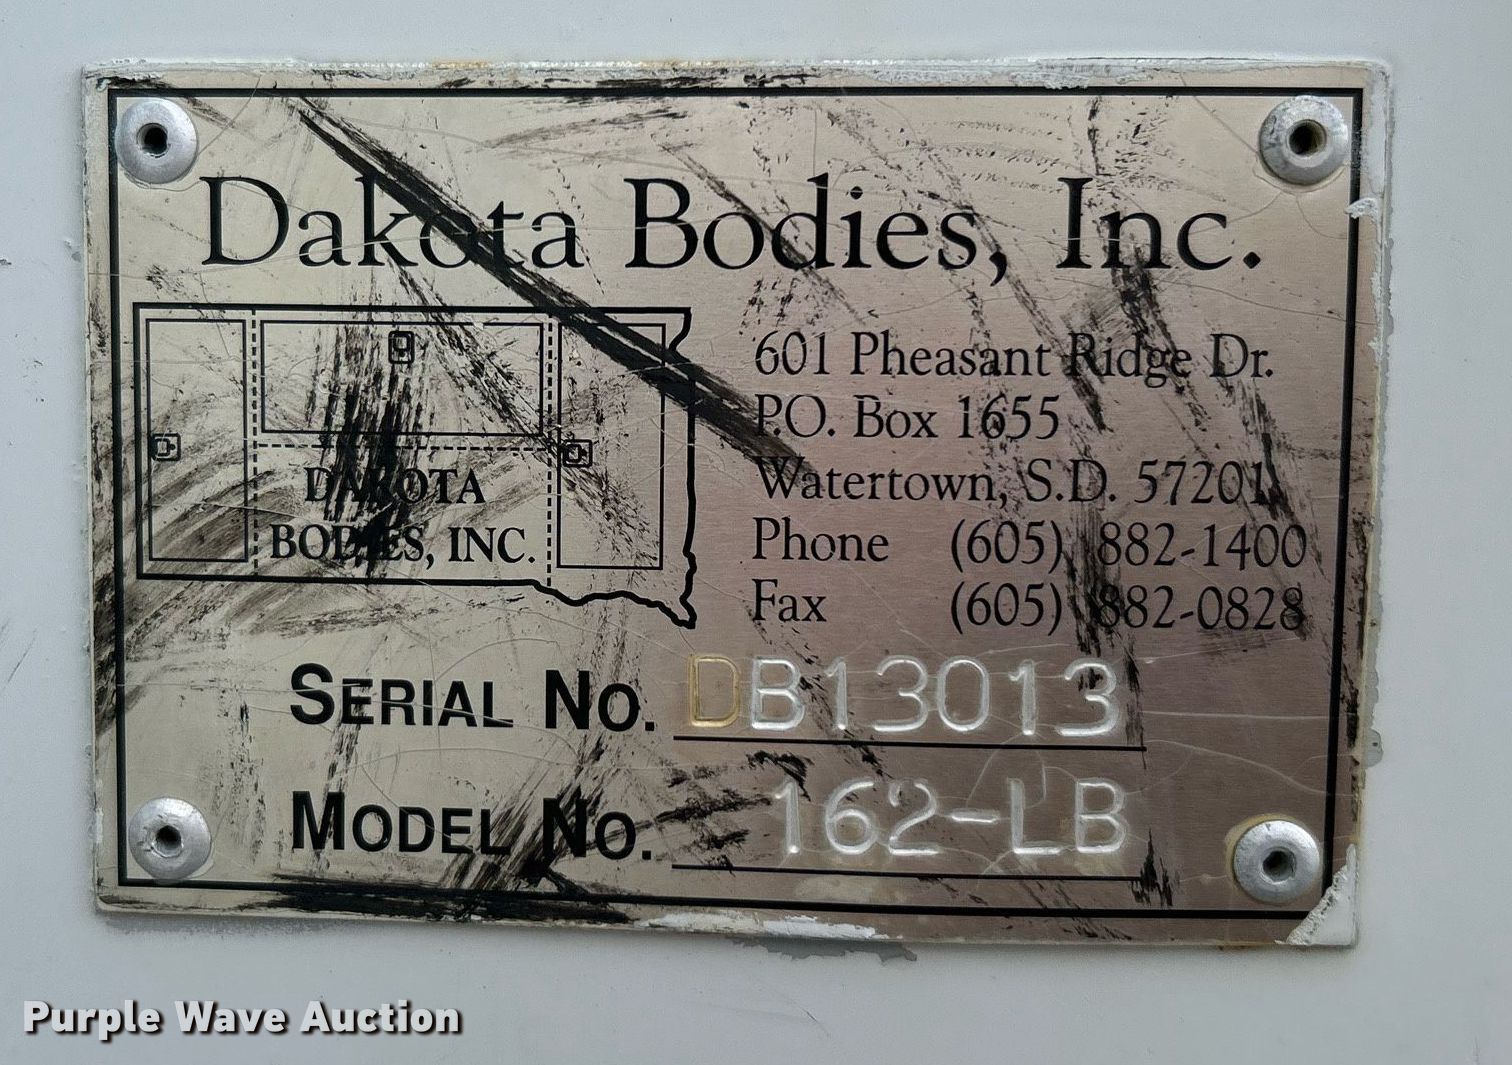 Dakota Bodies, Inc.
601 Pheasant Ridge Dr.
P.O. Box 1655
Watertown, S.D. 57201
Phone (605) 882-1400
Fax (605) 882-0828
DAKOTA
BODIES, INC.
SERIAL NO. DB13013
MODEL NO. 162-LB
Purple Wave Auction